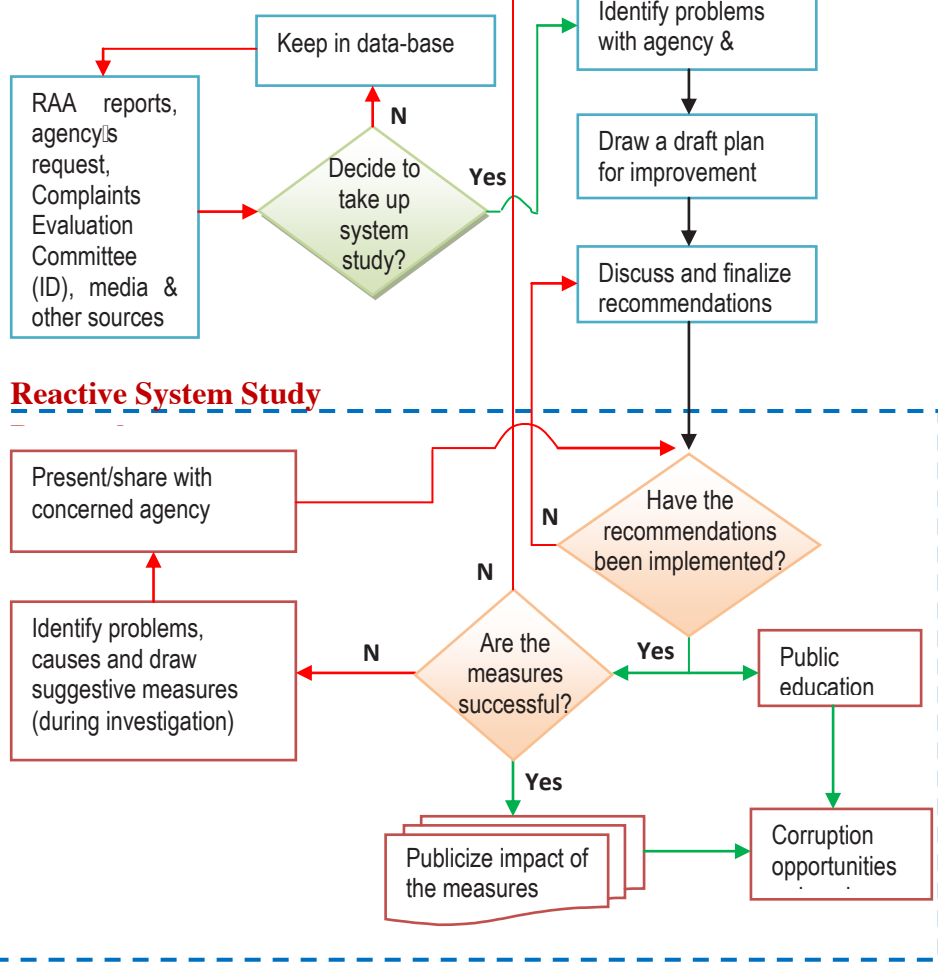 Identify problems
with agency &
Keep in data-base
RAA reports,
agency▯s
request,
Complaints
Evaluation
Committee
(ID), media &
other sources
N
Decide to
take up
system
study?
Yes
Draw a draft plan
for improvement
Discuss and finalize
recommendations
Reactive System Study
Present/share with
concerned agency
Have the
recommendations
been implemented?
N
N
Identify problems,
causes and draw
suggestive measures
(during investigation)
N
Are the
measures
successful?
Yes
Public
education
Yes
Publicize impact of
the measures
Corruption
opportunities